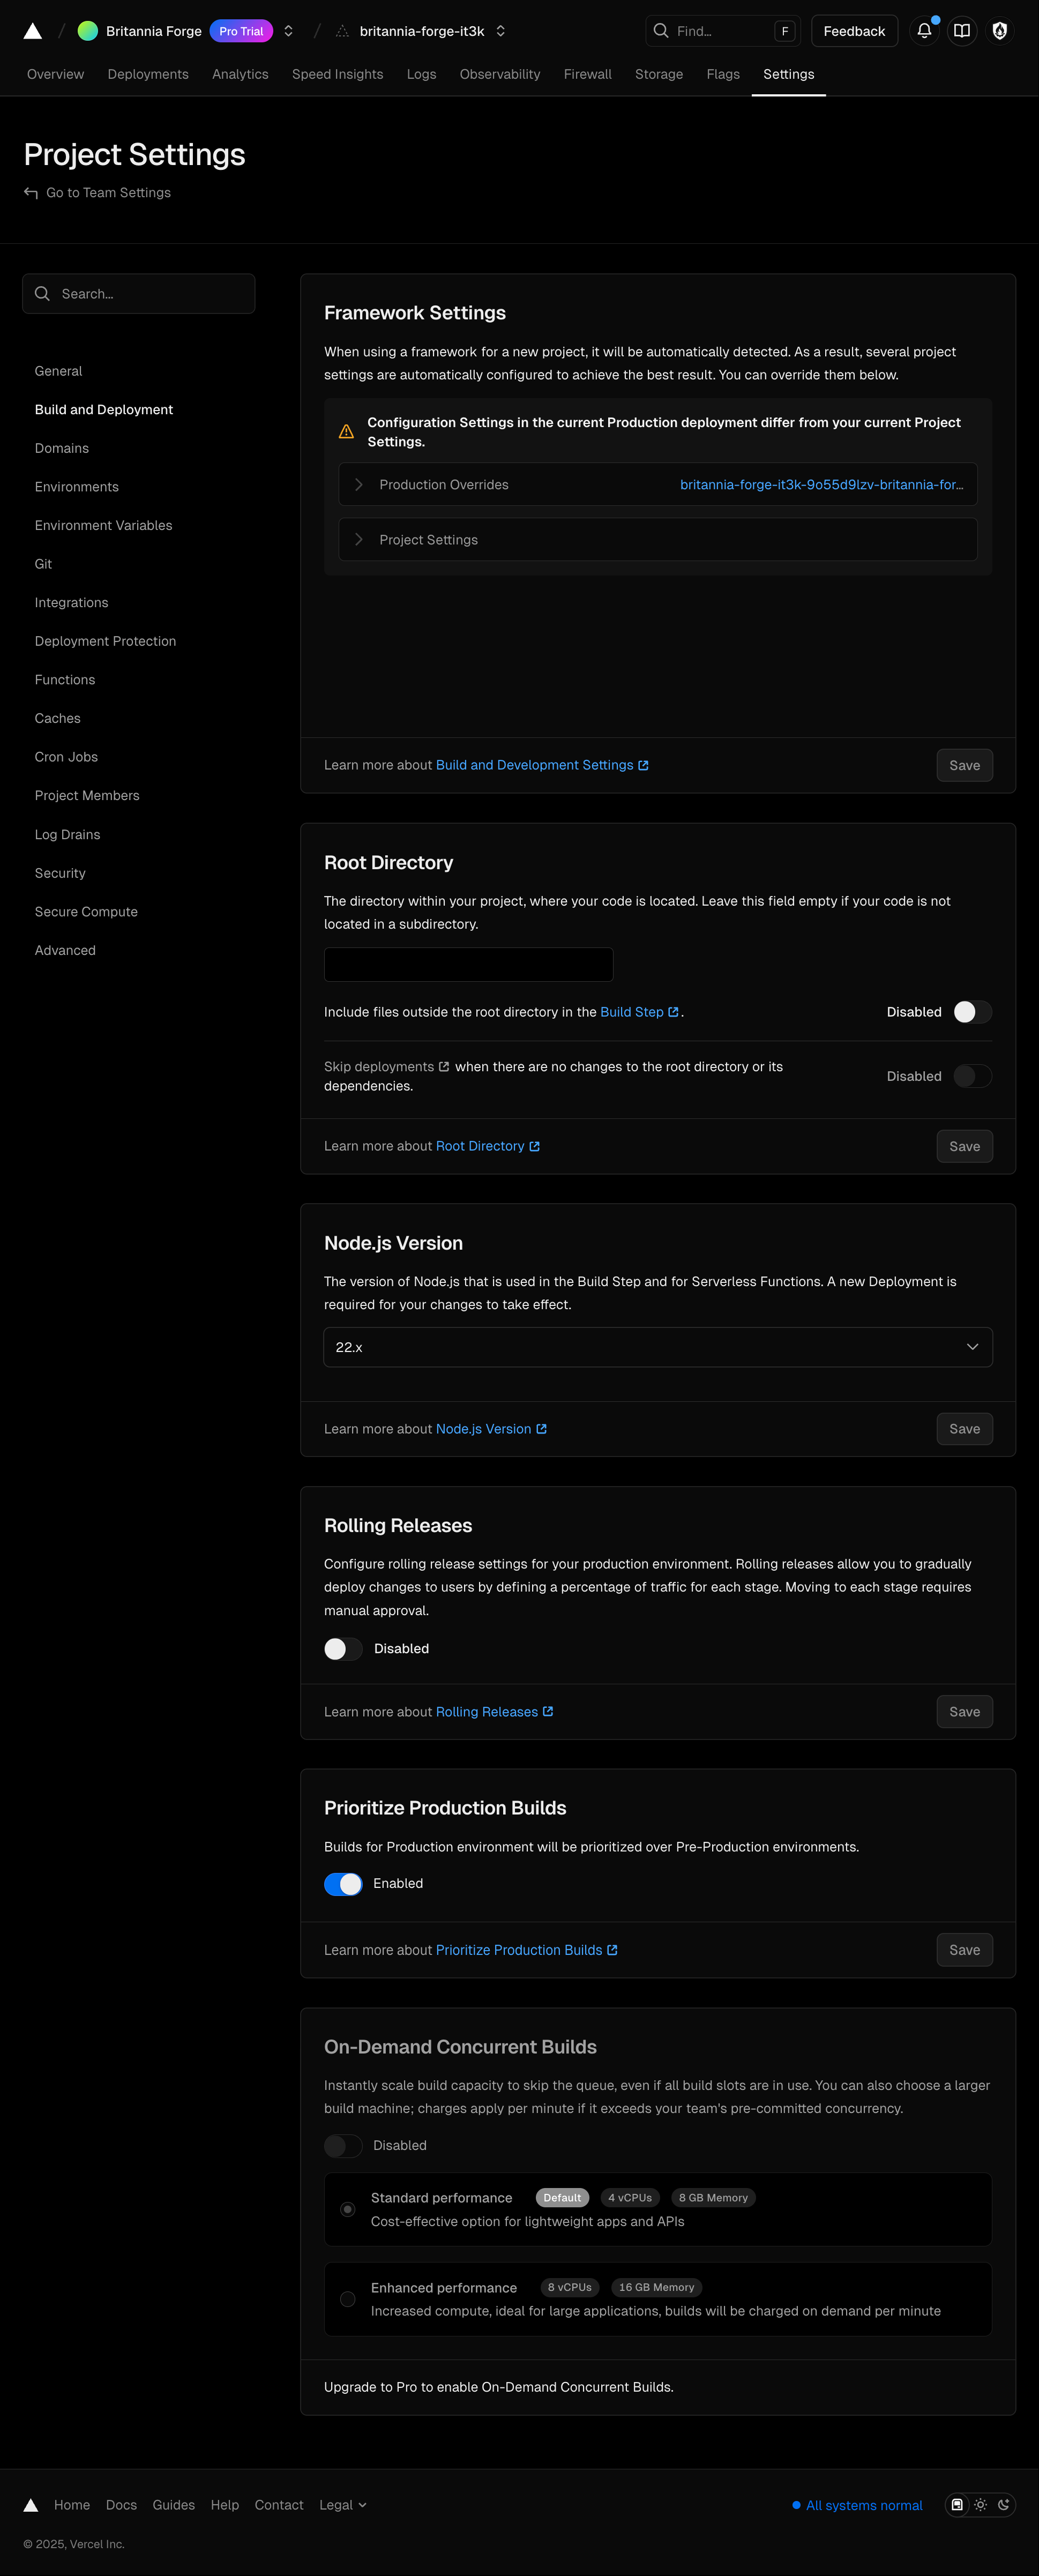 Britannia Forge Pro Trial
britannia-forge-it3k
Find...
F
Feedback
Overview Deployments Analytics Speed Insights Logs Observability Firewall Storage Flags Settings
Project Settings
Go to Team Settings
Search...
General
Build and Deployment
Domains
Environments
Environment Variables
Git
Integrations
Deployment Protection
Functions
Caches
Cron Jobs
Project Members
Log Drains
Security
Secure Compute
Advanced
Framework Settings
When using a framework for a new project, it will be automatically detected. As a result, several project
settings are automatically configured to achieve the best result. You can override them below.
Configuration Settings in the current Production deployment differ from your current Project
Settings.
Production Overrides britannia-forge-it3k-9o55d9lzv-britannia-for...
Project Settings
Learn more about Build and Development Settings
Save
Root Directory
The directory within your project, where your code is located. Leave this field empty if your code is not
located in a subdirectory.
Include files outside the root directory in the Build Step .
Disabled
Skip deployments when there are no changes to the root directory or its
dependencies.
Disabled
Learn more about Root Directory
Save
Node.js Version
The version of Node.js that is used in the Build Step and for Serverless Functions. A new Deployment is
required for your changes to take effect.
22.x
Learn more about Node.js Version
Save
Rolling Releases
Configure rolling release settings for your production environment. Rolling releases allow you to gradually
deploy changes to users by defining a percentage of traffic for each stage. Moving to each stage requires
manual approval.
Disabled
Learn more about Rolling Releases
Save
Prioritize Production Builds
Builds for Production environment will be prioritized over Pre-Production environments.
Enabled
Learn more about Prioritize Production Builds
Save
On-Demand Concurrent Builds
Instantly scale build capacity to skip the queue, even if all build slots are in use. You can also choose a larger
build machine; charges apply per minute if it exceeds your team's pre-committed concurrency.
Disabled
Standard performance Default 4 vCPUs 8 GB Memory
Cost-effective option for lightweight apps and APIs
Enhanced performance 8 vCPUs 16 GB Memory
Increased compute, ideal for large applications, builds will be charged on demand per minute
Upgrade to Pro to enable On-Demand Concurrent Builds.
Home Docs Guides Help Contact Legal
All systems normal
© 2025, Vercel Inc.